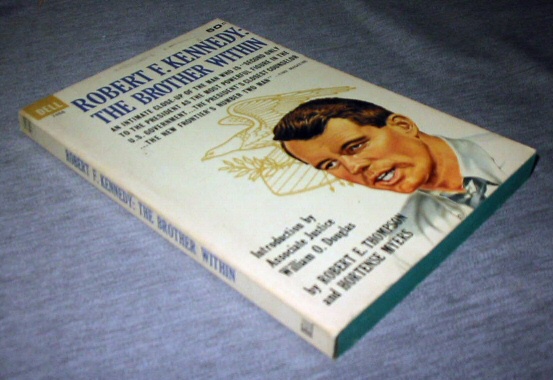 50¢
DELL
ROBERT F. KENNEDY:
THE BROTHER WITHIN
AN INTIMATE CLOSE-UP OF THE MAN WHO IS "SECOND ONLY
TO THE PRESIDENT AS THE MOST POWERFUL FIGURE IN THE
U.S. GOVERNMENT...THE PRESIDENT'S CLOSEST COUNSELOR
...THE NEW FRONTIER'S NUMBER TWO MAN"
Introduction by
Associate Justice
William O. Douglas
by ROBERT E. THOMPSON
and HORTENSE MYERS
ROBERT F. KENNEDY: THE BROTHER WITHIN